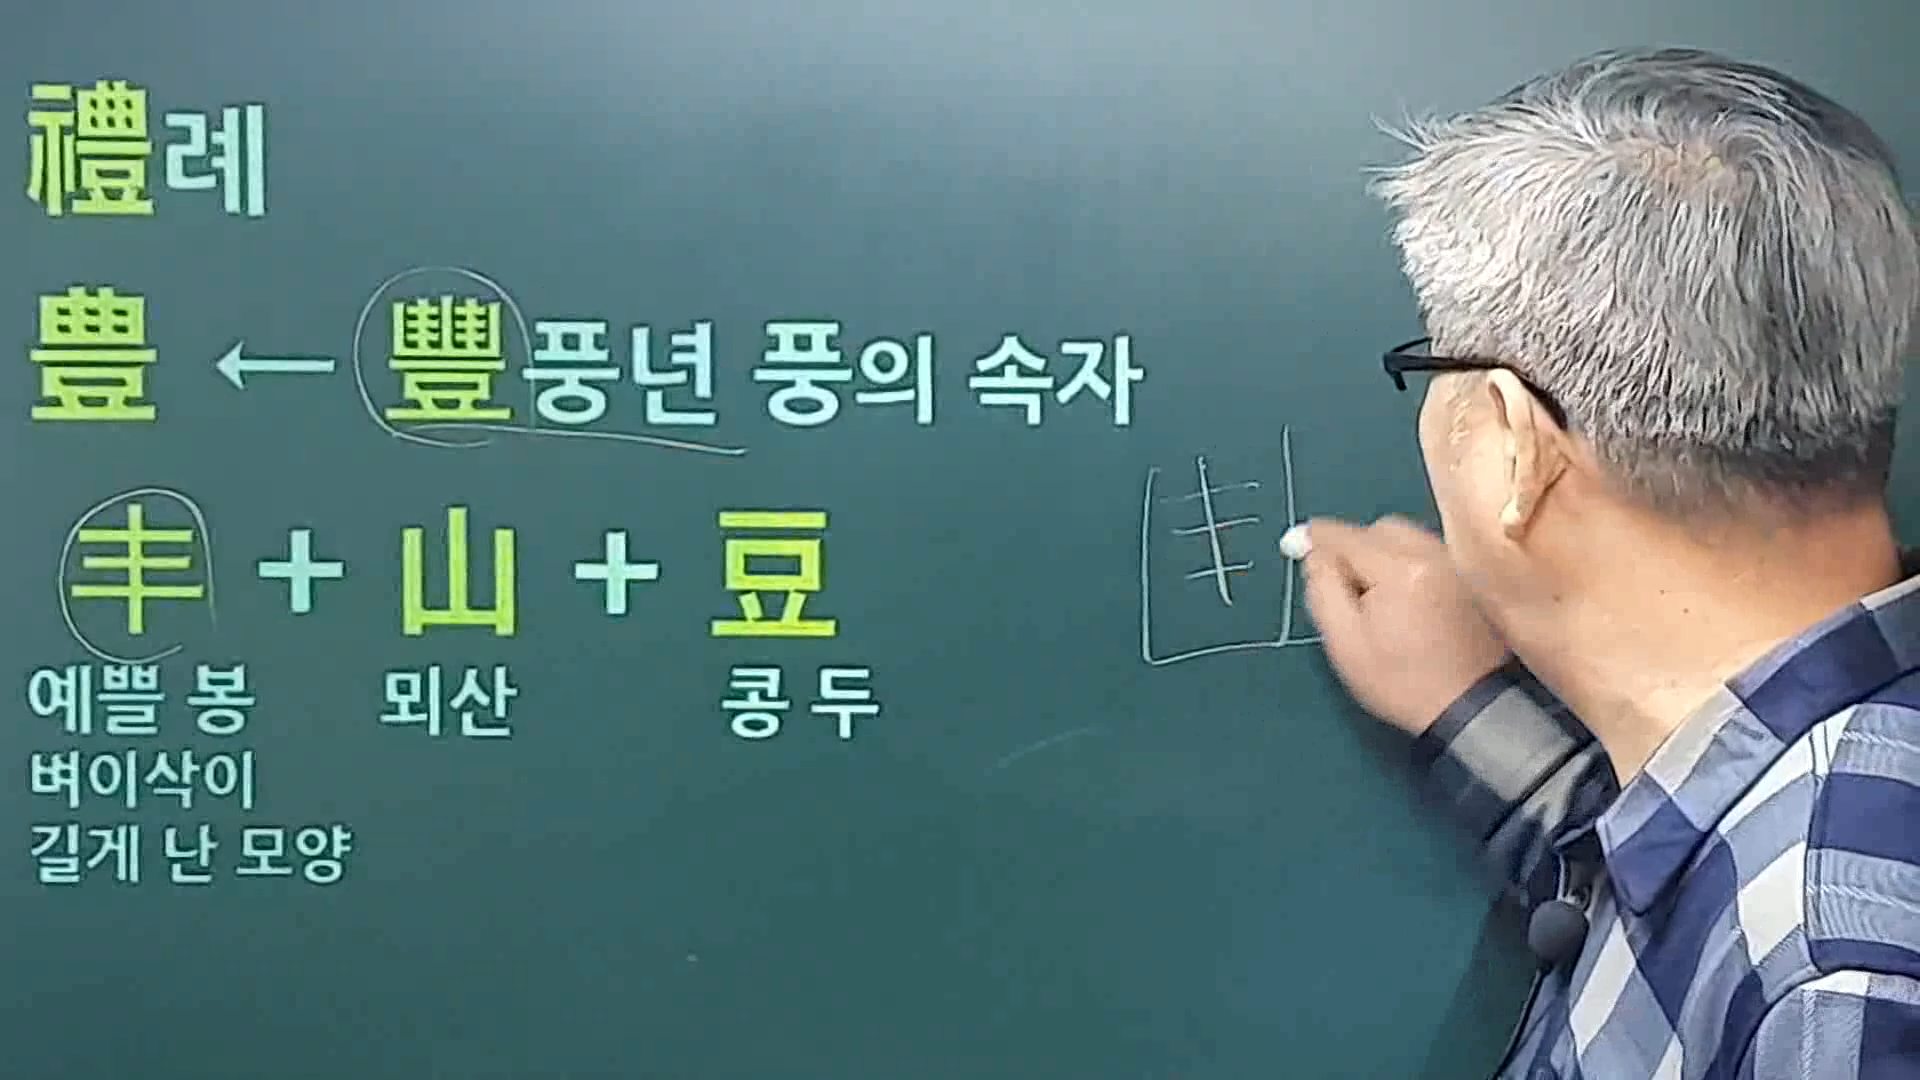 禮례
豊 ← 豐풍년 풍의 속자
丰 + 山 + 豆
예쁠 봉 뫼산 콩 두
벼이삭이
길게 난 모양